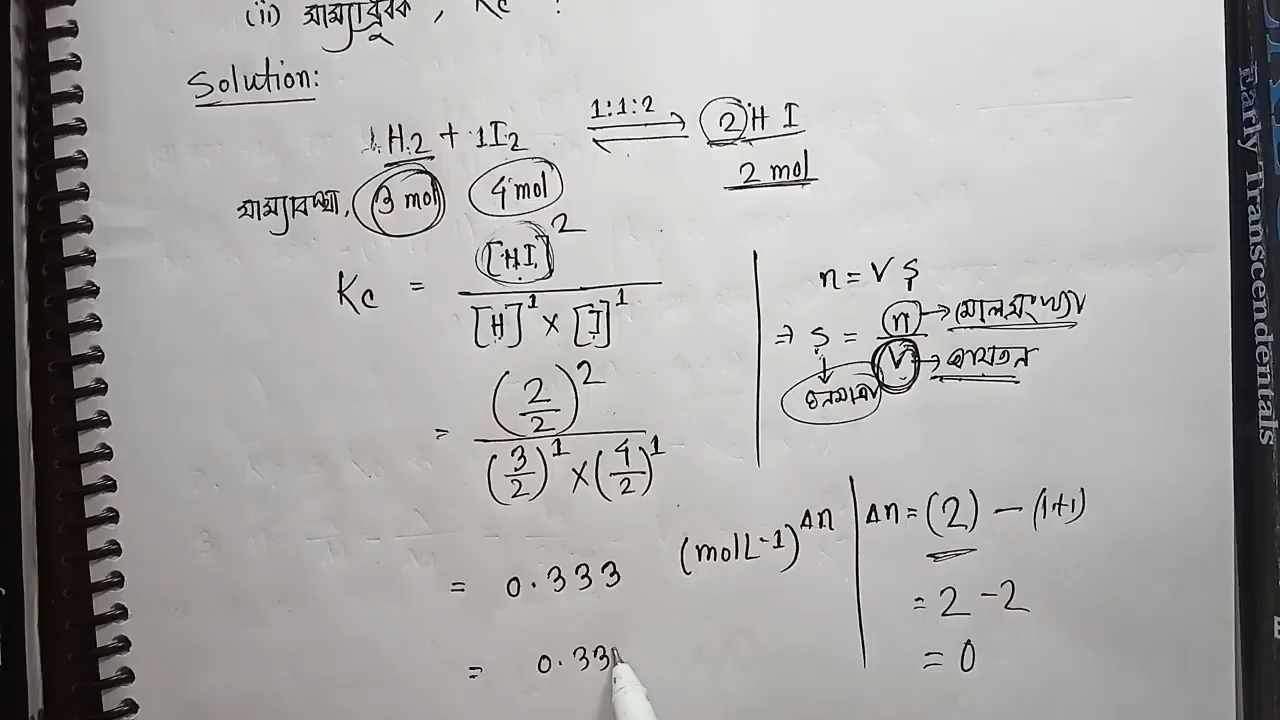 (ii) সাম্যধ্রুবক, Kc ?
Solution:
1H2 + 1I2 1:1:2 ⇌ 2HI
সাম্যাবস্থা, 3 mol 4 mol 2 mol
Kc = [HI]^2 / [H]^1 × [I]^1
= (2/2)^2 / (3/2)^1 × (4/2)^1
= 0.333 (molL-1)^Δn
= 0.33
n = VS
⇒ S = n/V
n → মোলসংখ্যা
V → আয়তন
S → ঘনমাত্রা
Δn = (2) - (1+1)
= 2 - 2
= 0
Early Transcendentals